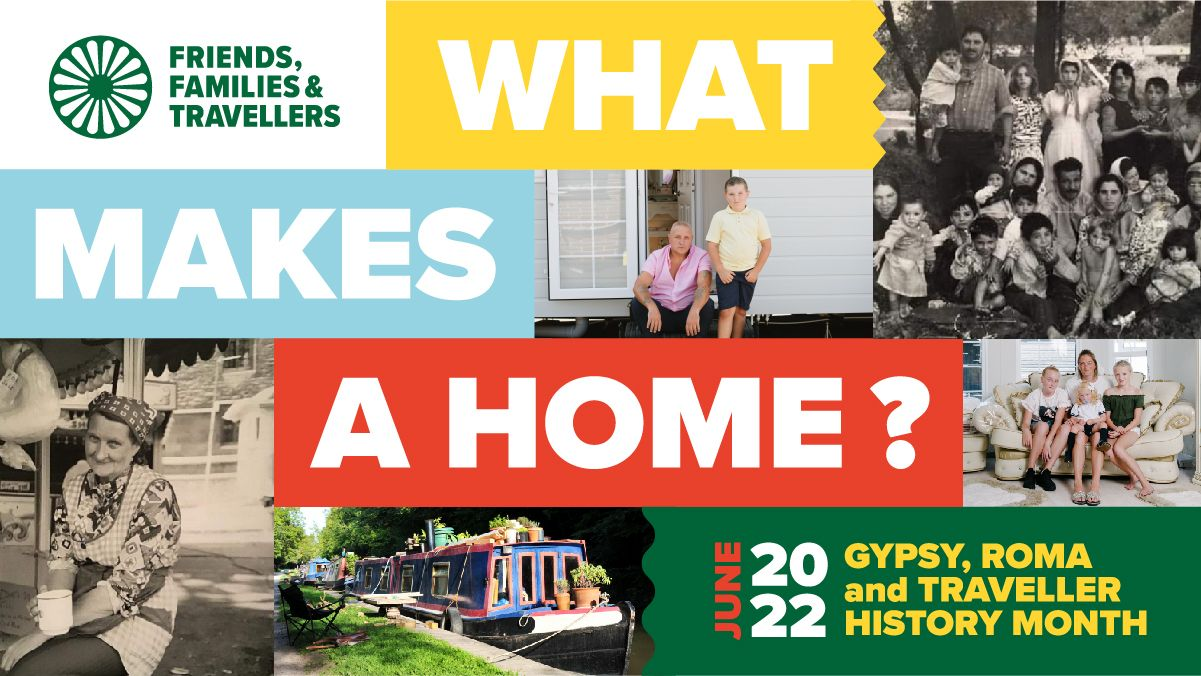 FRIENDS,
FAMILIES &
TRAVELLERS
WHAT
MAKES
A HOME?
JUNE
20
22
GYPSY, ROMA
and TRAVELLER
HISTORY MONTH